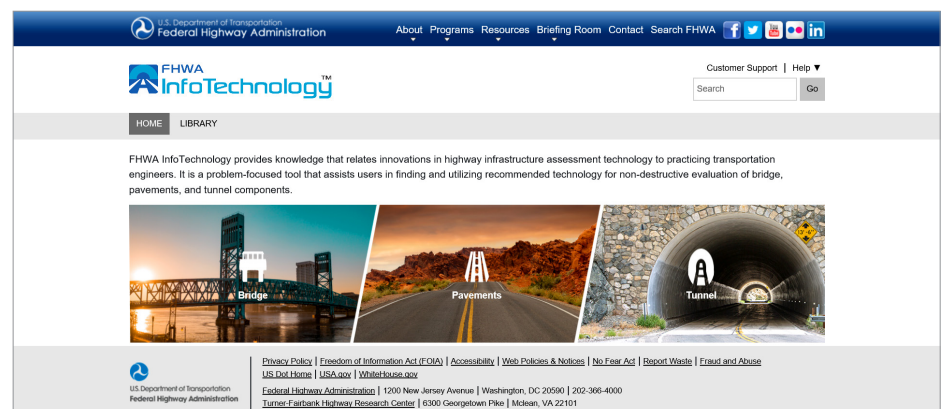 U.S. Department of Transportation
Federal Highway Administration
About Programs Resources Briefing Room Contact Search FHWA
FHWA
InfoTechnology™
Customer Support | Help ▼
Search Go
HOME LIBRARY
FHWA InfoTechnology provides knowledge that relates innovations in highway infrastructure assessment technology to practicing transportation
engineers. It is a problem-focused tool that assists users in finding and utilizing recommended technology for non-destructive evaluation of bridge,
pavements, and tunnel components.
13'-6"
Bridge Pavements Tunnel
U.S. Department of Transportation
Federal Highway Administration
Privacy Policy | Freedom of Information Act (FOIA) | Accessibility | Web Policies & Notices | No Fear Act | Report Waste | Fraud and Abuse
US Dot Home | USA.gov | WhiteHouse.gov
Federal Highway Administration | 1200 New Jersey Avenue | Washington, DC 20590 | 202-366-4000
Turner-Fairbank Highway Research Center | 6300 Georgetown Pike | Mclean, VA 22101